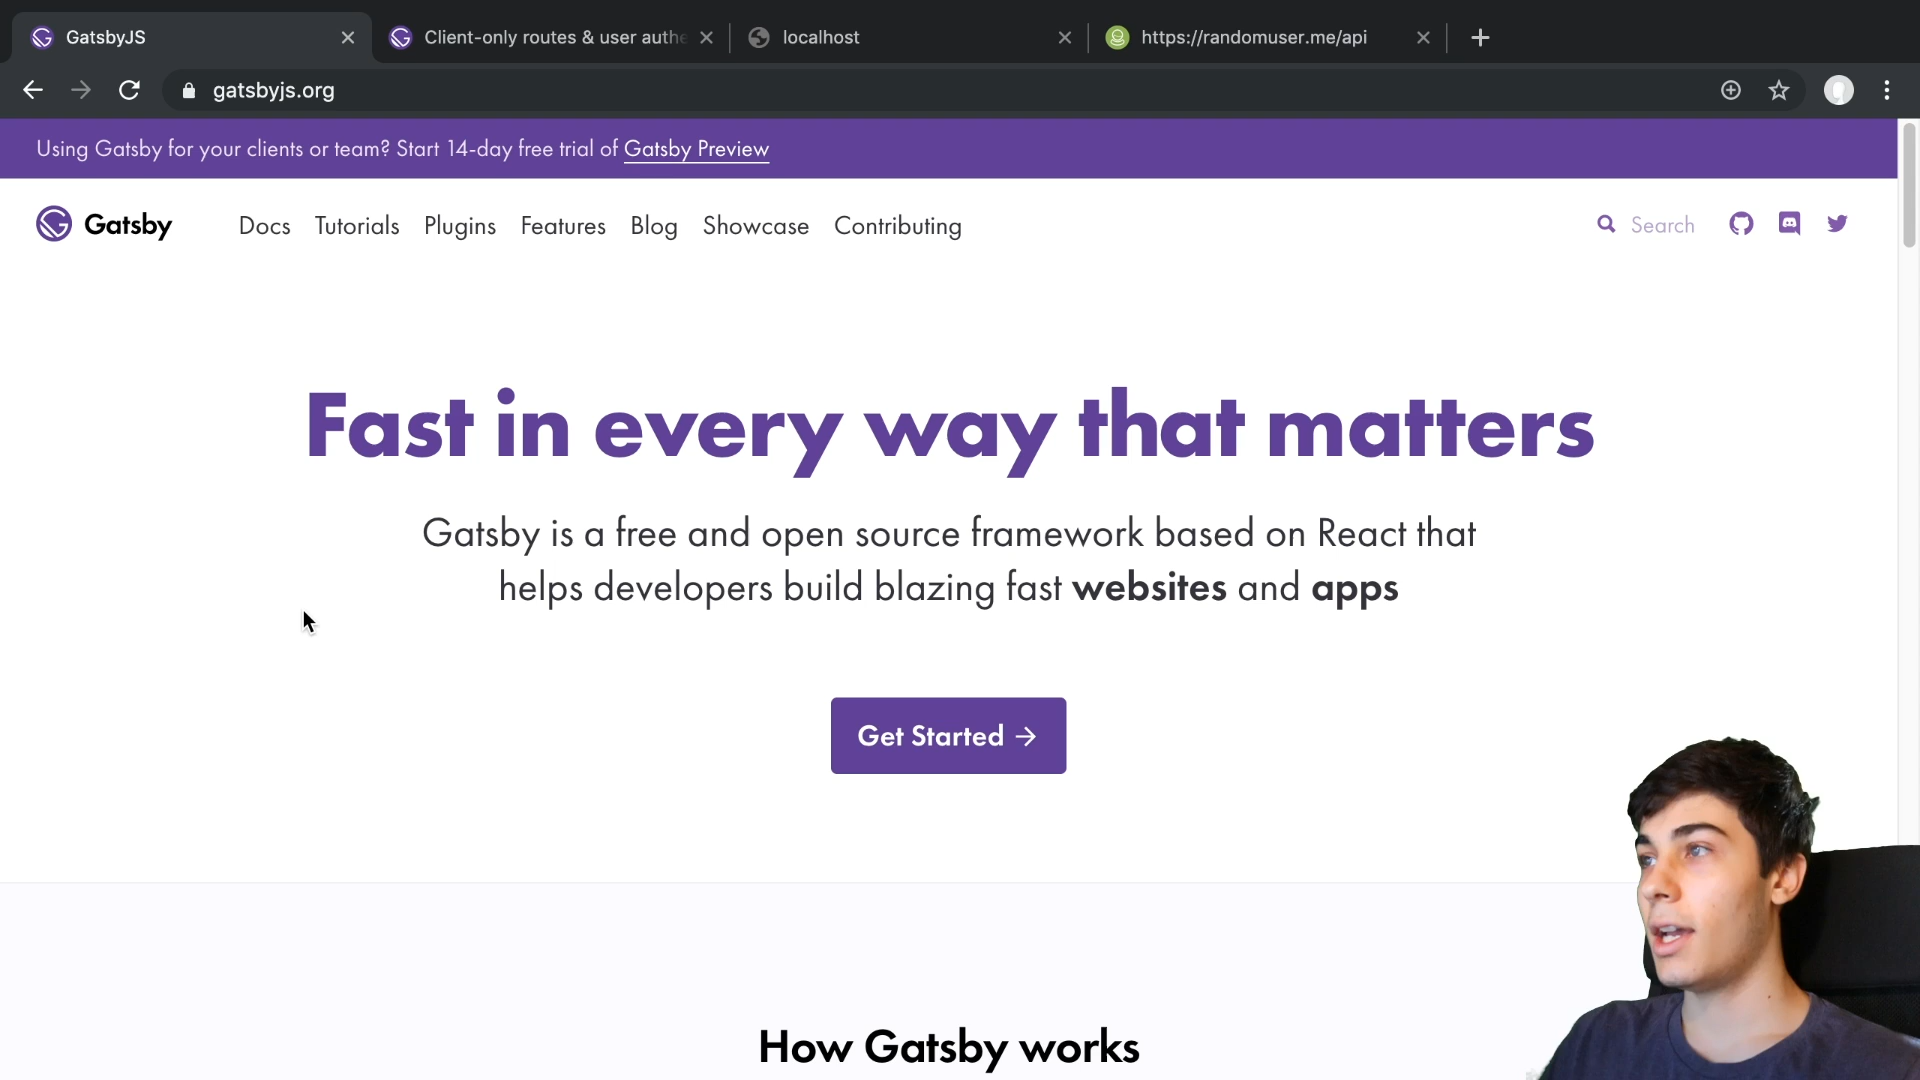 GatsbyJS
Client-only routes & user authe
localhost
https://randomuser.me/api
gatsbyjs.org
Using Gatsby for your clients or team? Start 14-day free trial of Gatsby Preview
Gatsby
Docs
Tutorials
Plugins
Features
Blog
Showcase
Contributing
Search
Fast in every way that matters
Gatsby is a free and open source framework based on React that
helps developers build blazing fast websites and apps
Get Started →
How Gatsby works